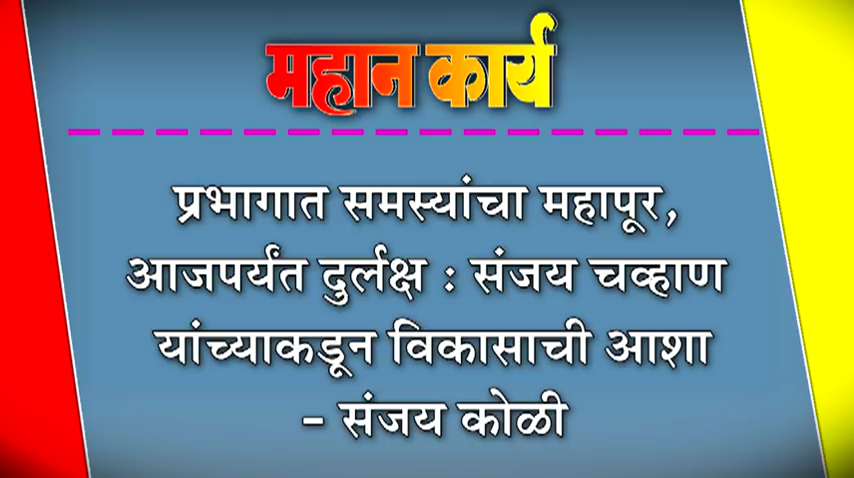 महान कार्य
प्रभागात समस्यांचा महापूर,
आजपर्यंत दुर्लक्ष : संजय चव्हाण
यांच्याकडून विकासाची आशा
- संजय कोळी